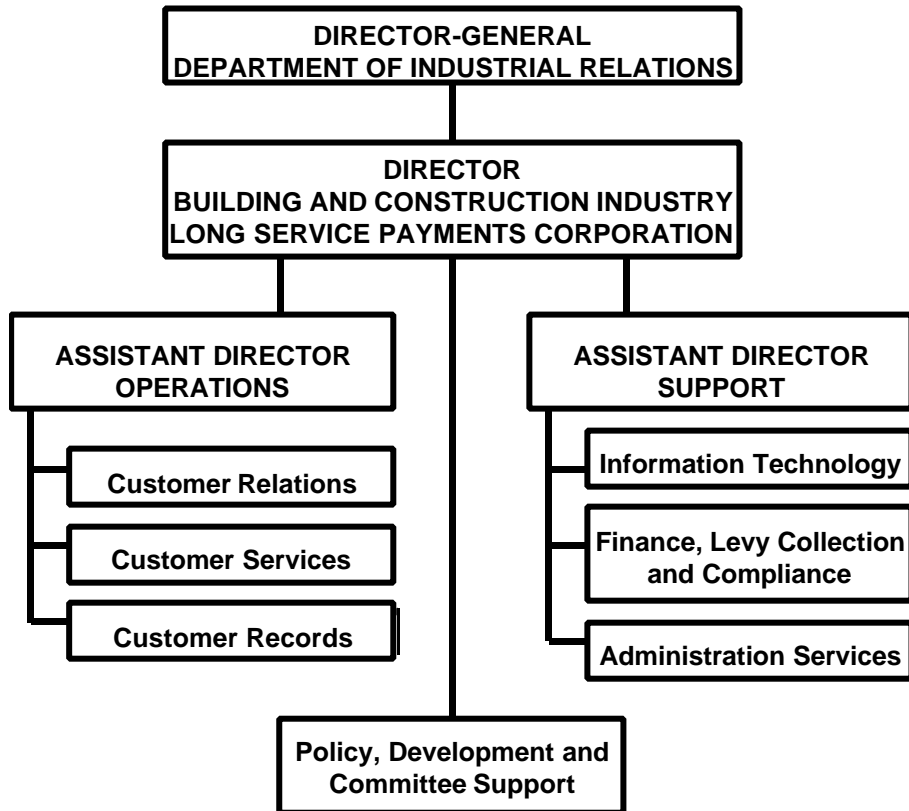 DIRECTOR-GENERAL
DEPARTMENT OF INDUSTRIAL RELATIONS
DIRECTOR
BUILDING AND CONSTRUCTION INDUSTRY
LONG SERVICE PAYMENTS CORPORATION
ASSISTANT DIRECTOR
OPERATIONS
Customer Relations
Customer Services
Customer Records
ASSISTANT DIRECTOR
SUPPORT
Information Technology
Finance, Levy Collection
and Compliance
Administration Services
Policy, Development and
Committee Support